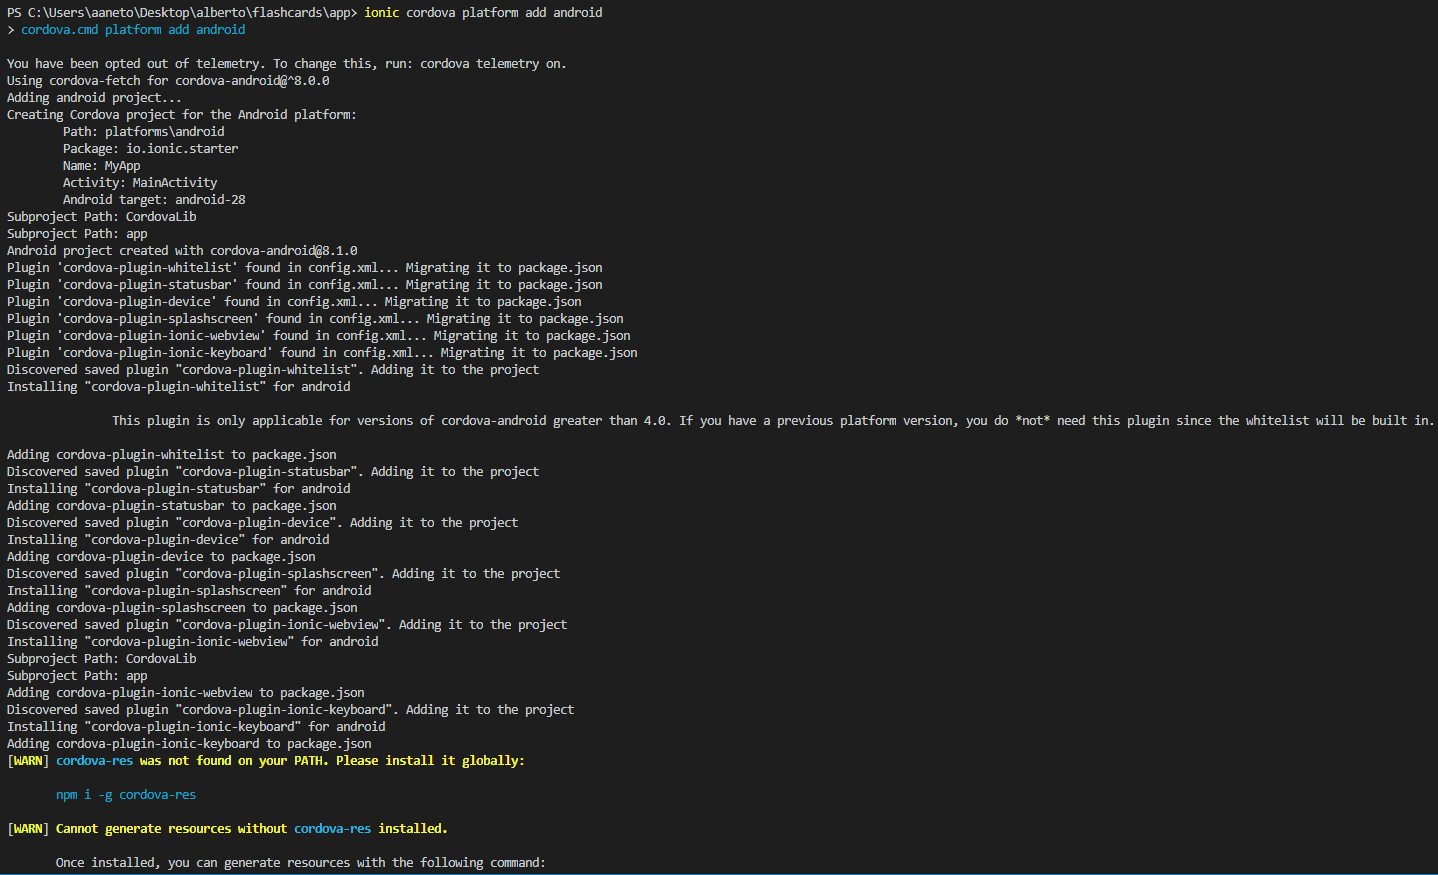 PS C:\Users\aaneto\Desktop\alberto\flashcards\app> ionic cordova platform add android
> cordova.cmd platform add android
You have been opted out of telemetry. To change this, run: cordova telemetry on.
Using cordova-fetch for cordova-android@^8.0.0
Adding android project...
Creating Cordova project for the Android platform:
Path: platforms\android
Package: io.ionic.starter
Name: MyApp
Activity: MainActivity
Android target: android-28
Subproject Path: CordovaLib
Subproject Path: app
Android project created with cordova-android@8.1.0
Plugin 'cordova-plugin-whitelist' found in config.xml... Migrating it to package.json
Plugin 'cordova-plugin-statusbar' found in config.xml... Migrating it to package.json
Plugin 'cordova-plugin-device' found in config.xml... Migrating it to package.json
Plugin 'cordova-plugin-splashscreen' found in config.xml... Migrating it to package.json
Plugin 'cordova-plugin-ionic-webview' found in config.xml... Migrating it to package.json
Plugin 'cordova-plugin-ionic-keyboard' found in config.xml... Migrating it to package.json
Discovered saved plugin "cordova-plugin-whitelist". Adding it to the project
Installing "cordova-plugin-whitelist" for android
This plugin is only applicable for versions of cordova-android greater than 4.0. If you have a previous platform version, you do *not* need this plugin since the whitelist will be built in.
Adding cordova-plugin-whitelist to package.json
Discovered saved plugin "cordova-plugin-statusbar". Adding it to the project
Installing "cordova-plugin-statusbar" for android
Adding cordova-plugin-statusbar to package.json
Discovered saved plugin "cordova-plugin-device". Adding it to the project
Installing "cordova-plugin-device" for android
Adding cordova-plugin-device to package.json
Discovered saved plugin "cordova-plugin-splashscreen". Adding it to the project
Installing "cordova-plugin-splashscreen" for android
Adding cordova-plugin-splashscreen to package.json
Discovered saved plugin "cordova-plugin-ionic-webview". Adding it to the project
Installing "cordova-plugin-ionic-webview" for android
Subproject Path: CordovaLib
Subproject Path: app
Adding cordova-plugin-ionic-webview to package.json
Discovered saved plugin "cordova-plugin-ionic-keyboard". Adding it to the project
Installing "cordova-plugin-ionic-keyboard" for android
Adding cordova-plugin-ionic-keyboard to package.json
[WARN] cordova-res was not found on your PATH. Please install it globally:
npm i -g cordova-res
[WARN] Cannot generate resources without cordova-res installed.
Once installed, you can generate resources with the following command: